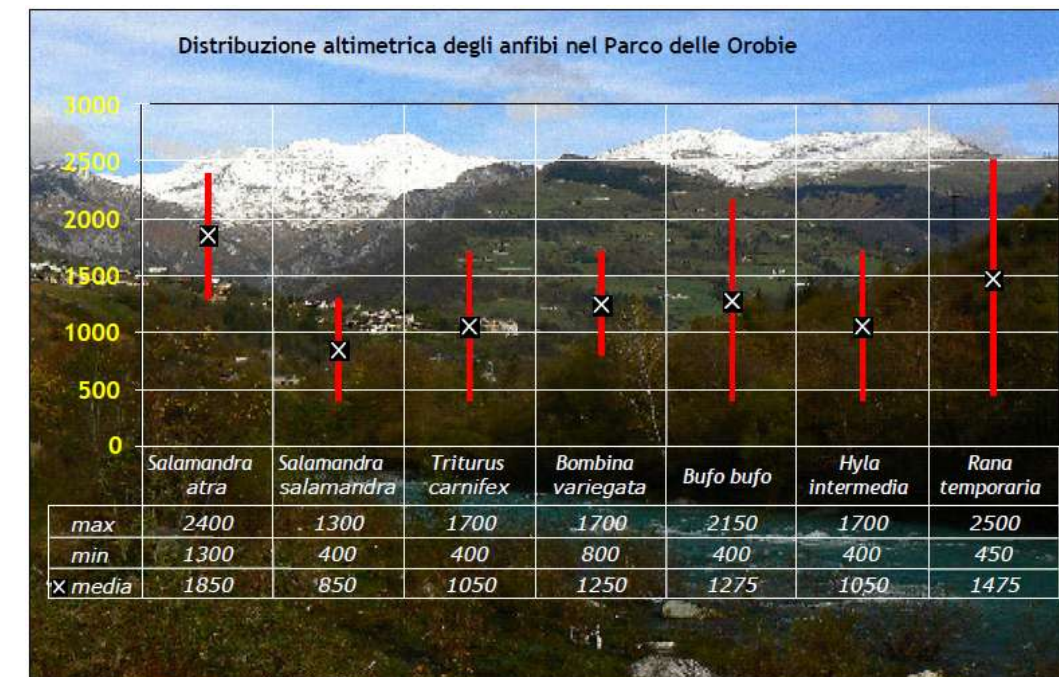 Distribuzione altimetrica degli anfibi nel Parco delle Orobie
3000
2500
2000
1500
1000
500
0
Salamandra atra
Salamandra salamandra
Triturus carnifex
Bombina variegata
Bufo bufo
Hyla intermedia
Rana temporaria
max 2400 1300 1700 1700 2150 1700 2500
min 1300 400 400 800 400 400 450
media 1850 850 1050 1250 1275 1050 1475